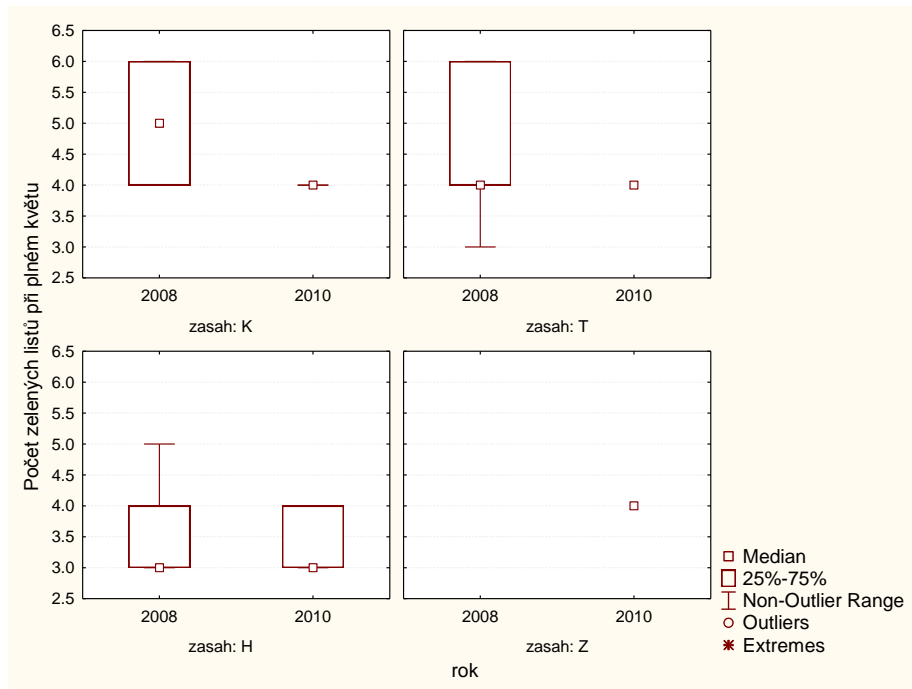 Počet zelených listů při plném květu
6.5
6.0
5.5
5.0
4.5
4.0
3.5
3.0
2.5
2008 2010
zasah: K
2008 2010
zasah: T
6.5
6.0
5.5
5.0
4.5
4.0
3.5
3.0
2.5
2008 2010
zasah: H
2008 2010
zasah: Z
rok
Median
25%-75%
Non-Outlier Range
Outliers
Extremes